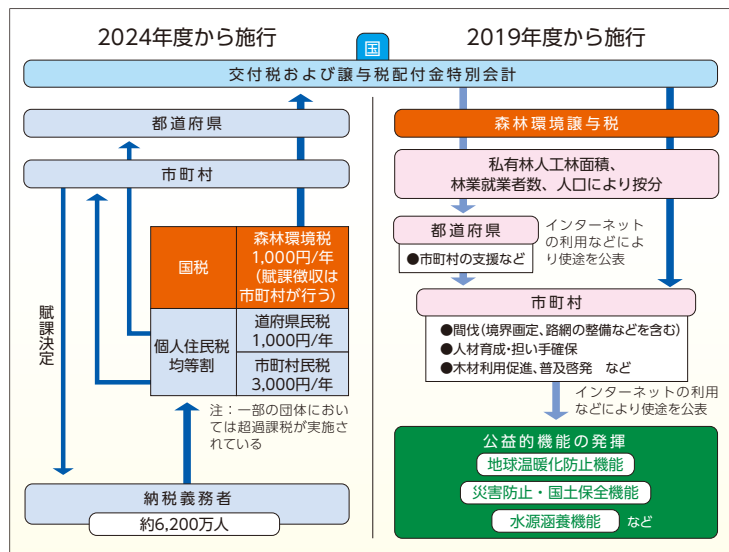 2024年度から施行
国
2019年度から施行
交付税および譲与税配付金特別会計
都道府県
市町村
国税
森林環境税
1,000円/年
(賦課徴収は
市町村が行う)
個人住民税
均等割
道府県民税
1,000円/年
市町村民税
3,000円/年
賦課決定
注：一部の団体におい
ては超過課税が実施さ
れている
納税義務者
約6,200万人
森林環境譲与税
私有林人工林面積、
林業就業者数、人口により按分
都道府県
●市町村の支援など
インターネット
の利用などによ
り使途を公表
市町村
●間伐(境界画定、路網の整備などを含む)
●人材育成・担い手確保
●木材利用促進、普及啓発　など
インターネットの利用
などにより使途を公表
公益的機能の発揮
地球温暖化防止機能
災害防止・国土保全機能
水源涵養機能 など